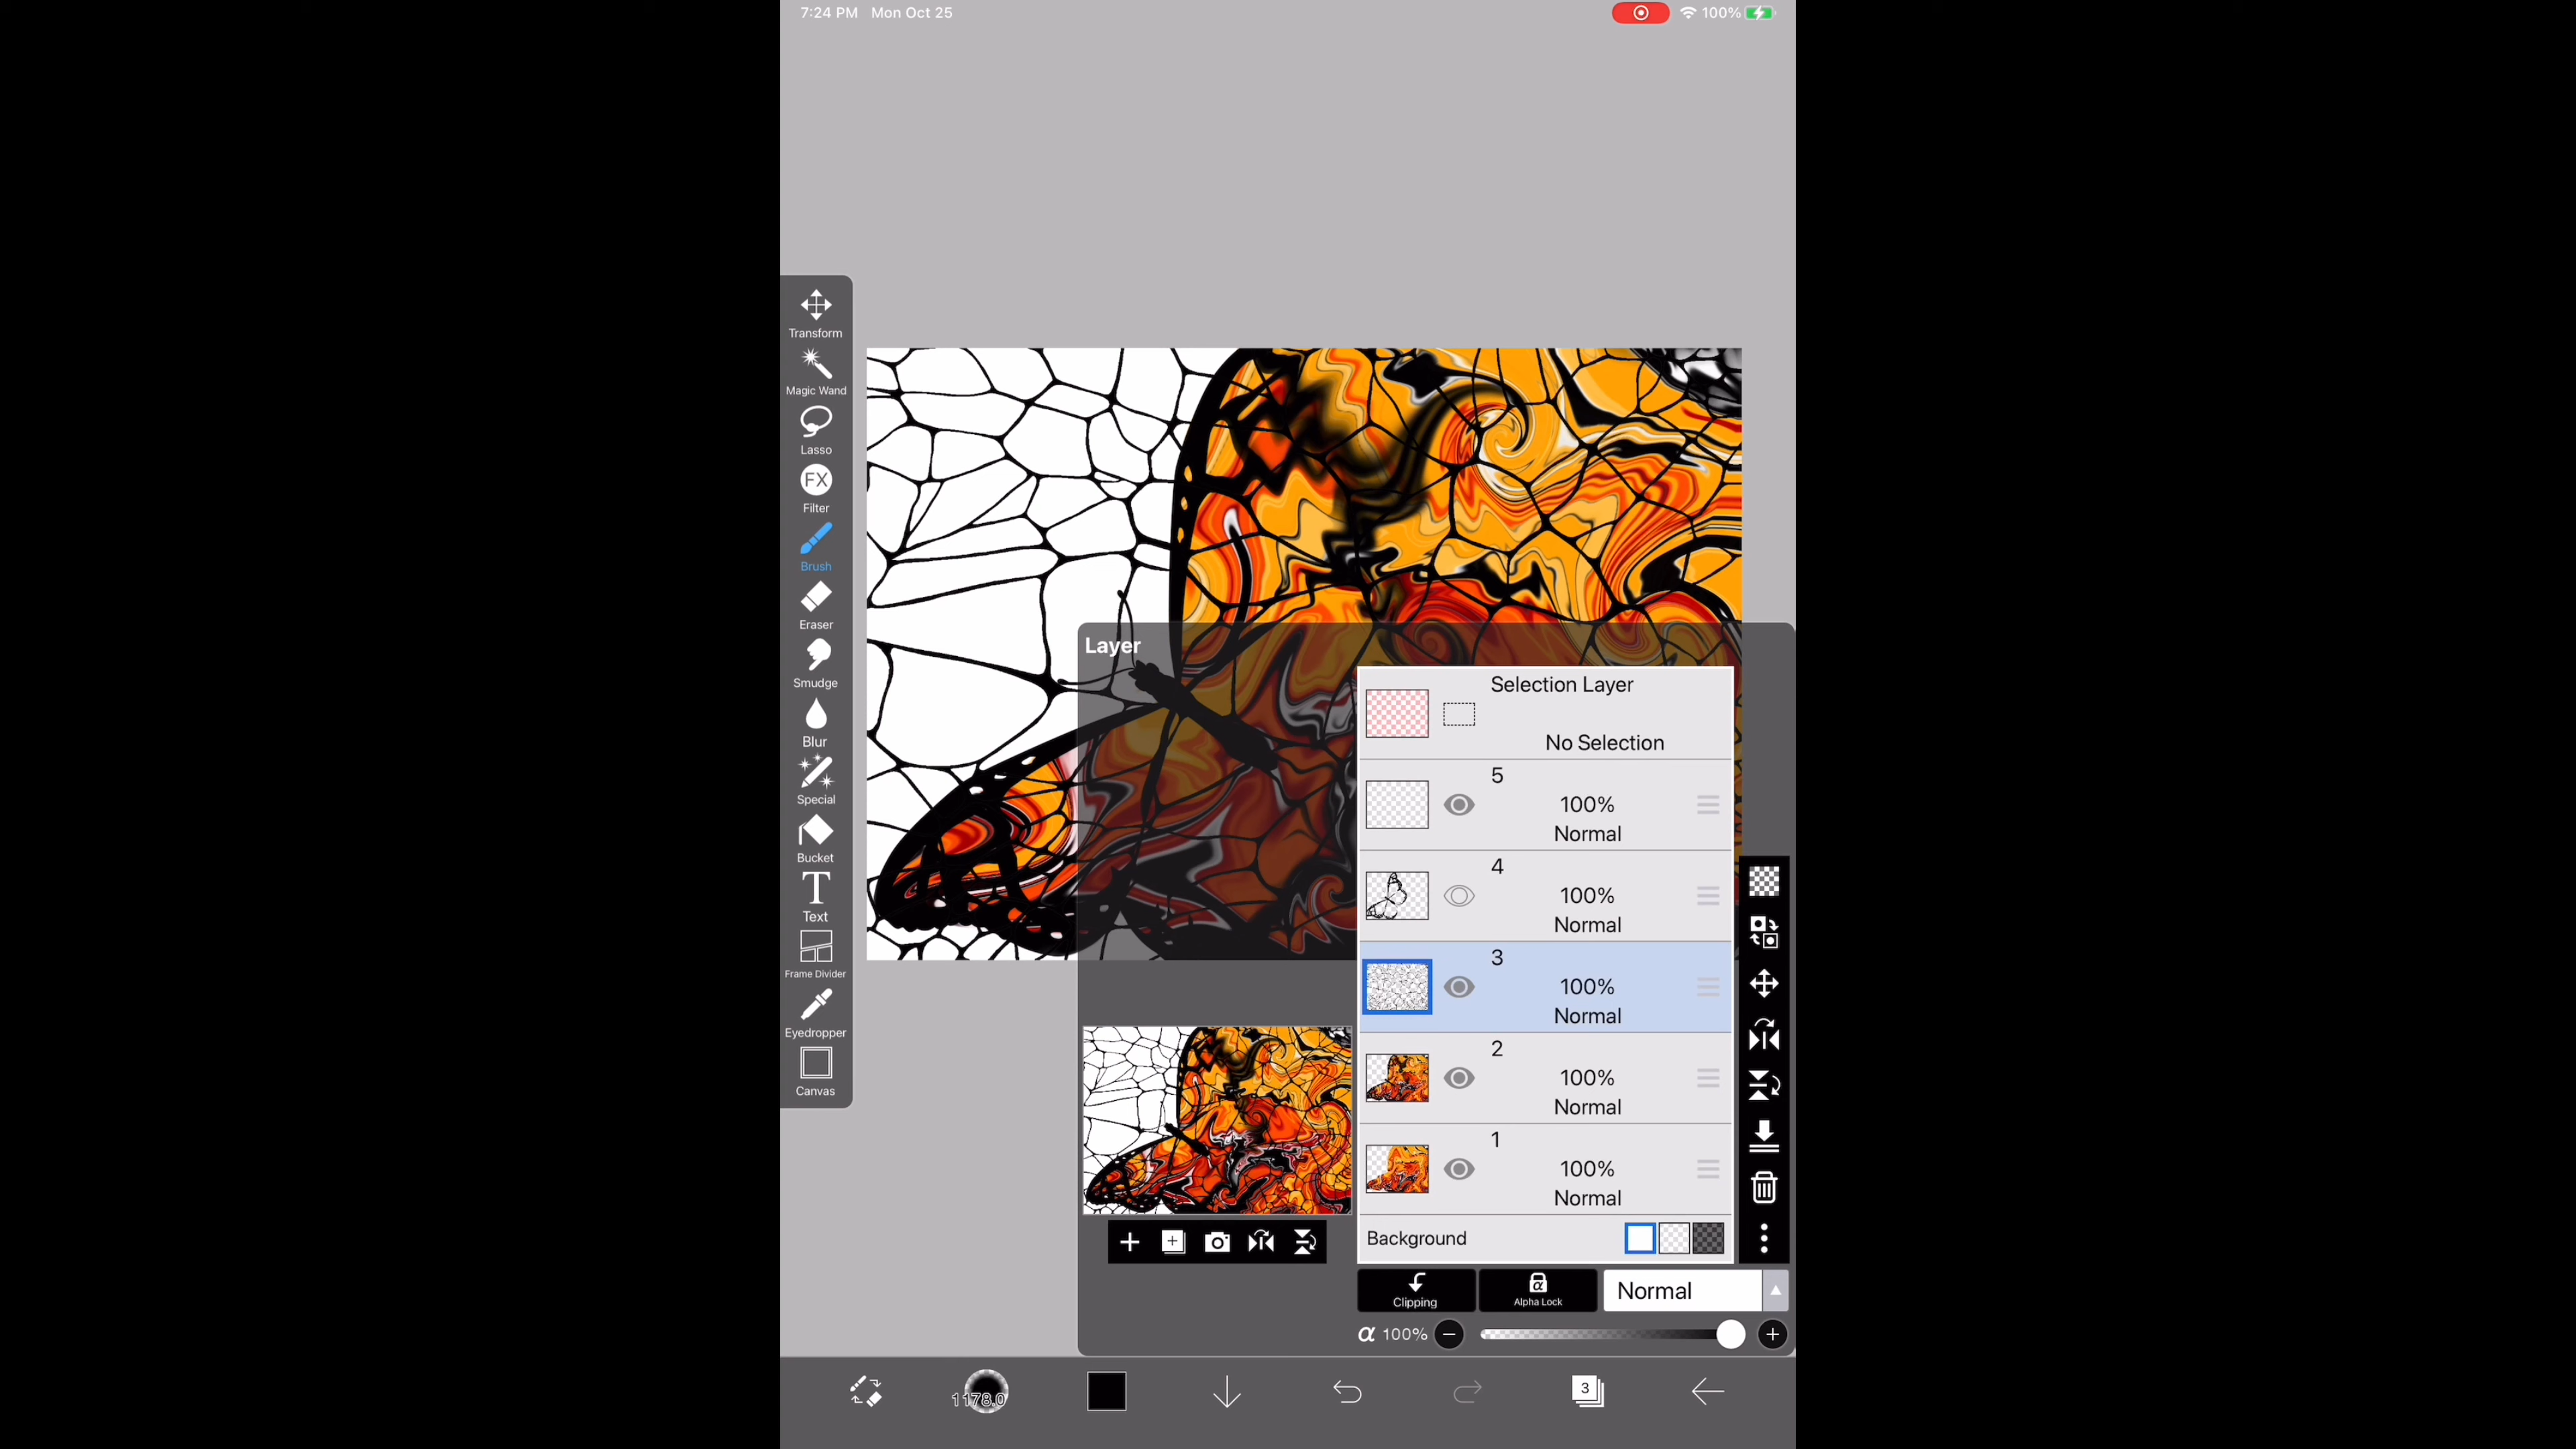 7:24 PM Mon Oct 25
100%
Transform
Magic Wand
Lasso
FX
Filter
Brush
Eraser
Smudge
Blur
Special
Bucket
T
Text
Frame Divider
Eyedropper
Canvas
Layer
Selection Layer
No Selection
5
100%
Normal
4
100%
Normal
3
100%
Normal
2
100%
Normal
1
100%
Normal
Background
Clipping
α
Alpha Lock
Normal
α 100%
1178.0
3